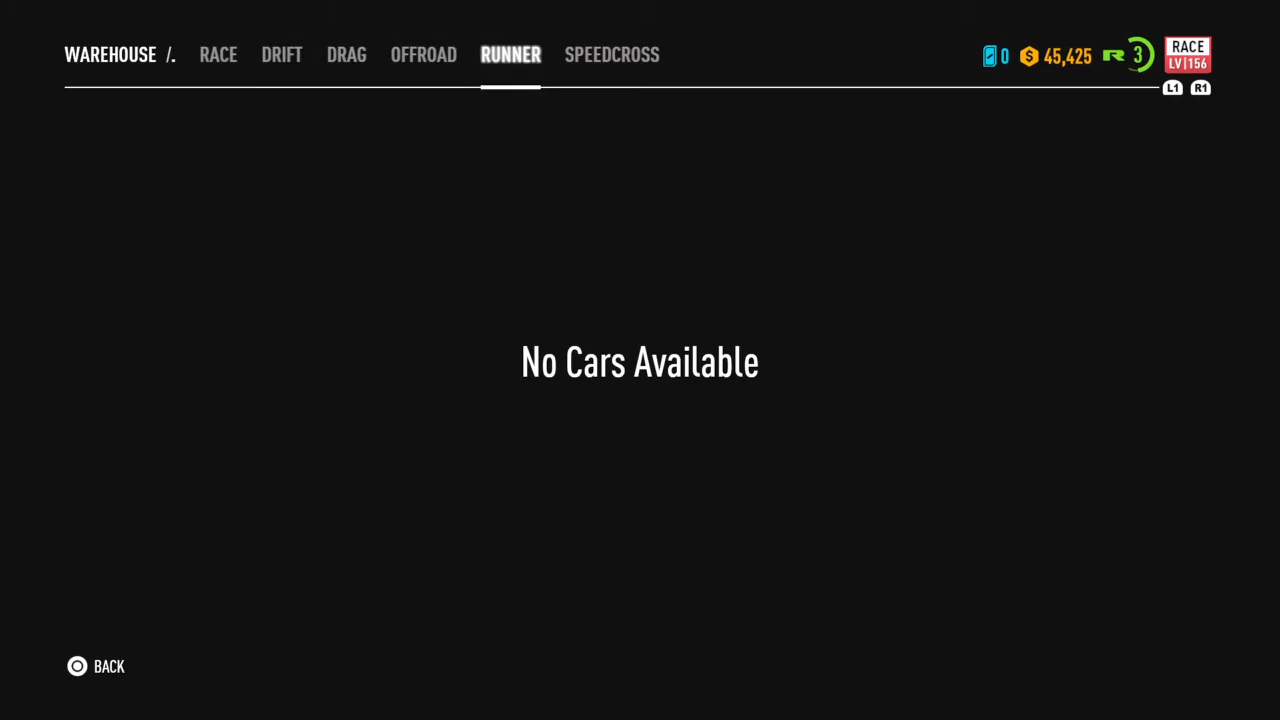 WAREHOUSE /. RACE DRIFT DRAG OFFROAD RUNNER SPEEDCROSS 0 45,425 R 3 RACE
LV|156
L1 R1
No Cars Available
BACK